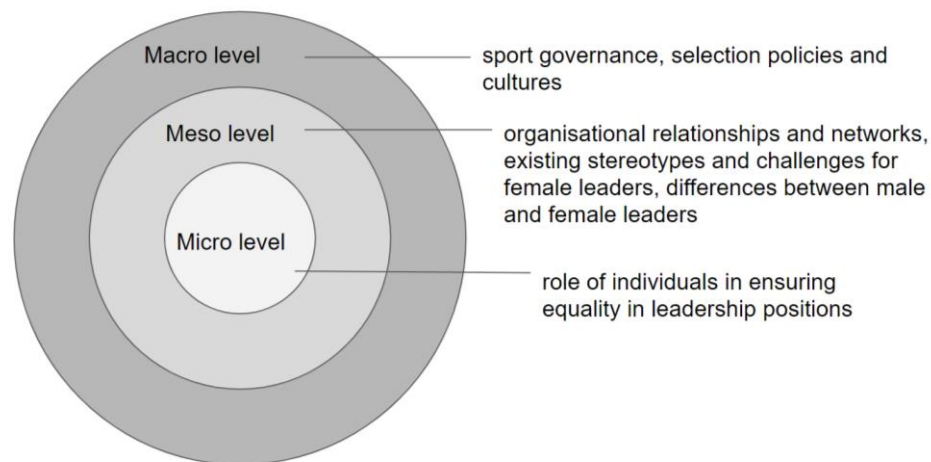 Macro level
sport governance, selection policies and
cultures
Meso level
organisational relationships and networks,
existing stereotypes and challenges for
female leaders, differences between male
and female leaders
Micro level
role of individuals in ensuring
equality in leadership positions